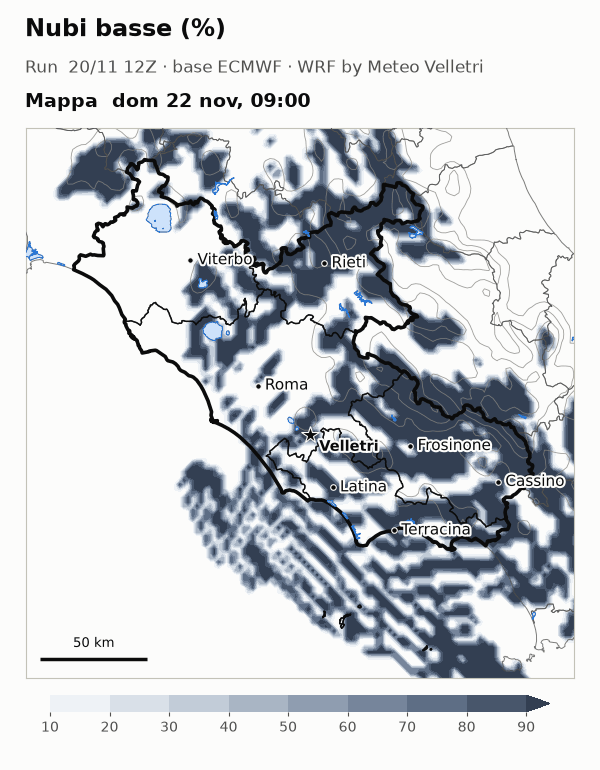 Nubi basse (%)
Run  20/11 12Z · base ECMWF · WRF by Meteo Velletri
Mappa  dom 22 nov, 09:00
Viterbo
Rieti
Roma
Velletri
Frosinone
Cassino
Latina
Terracina
50 km
10 20 30 40 50 60 70 80 90